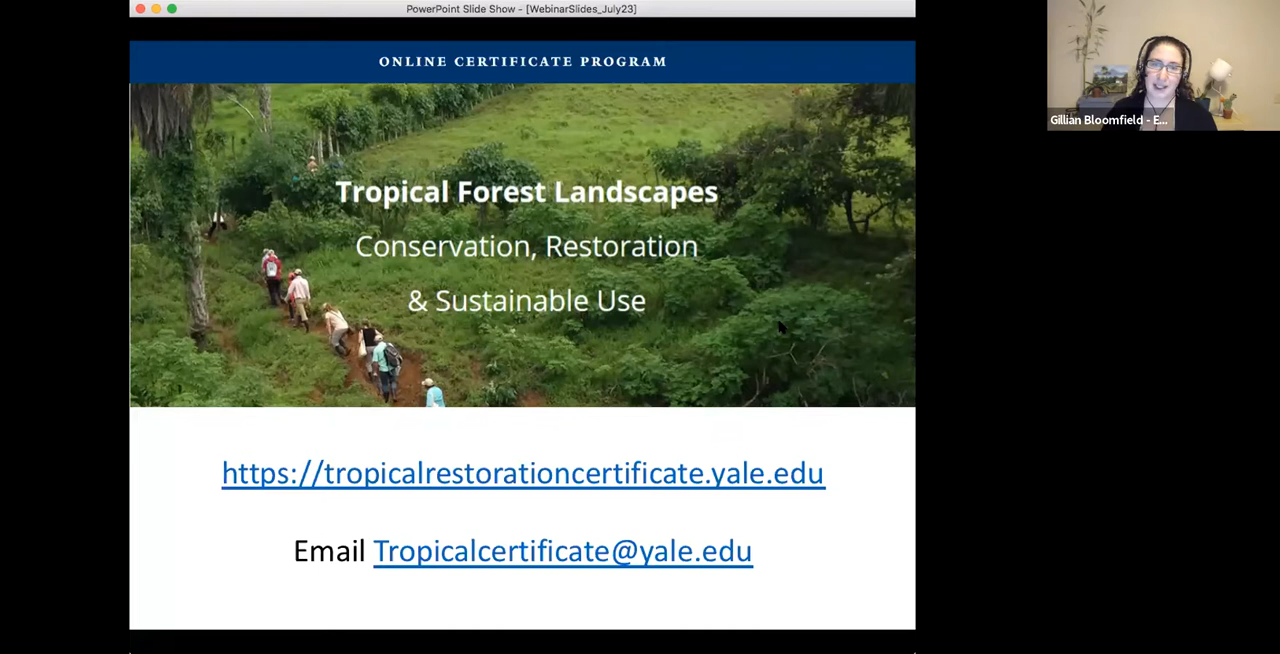 PowerPoint Slide Show - [WebinarSlides_July23]
ONLINE CERTIFICATE PROGRAM
Tropical Forest Landscapes
Conservation, Restoration
& Sustainable Use
https://tropicalrestorationcertificate.yale.edu
Email Tropicalcertificate@yale.edu
Gillian Bloomfield - E...